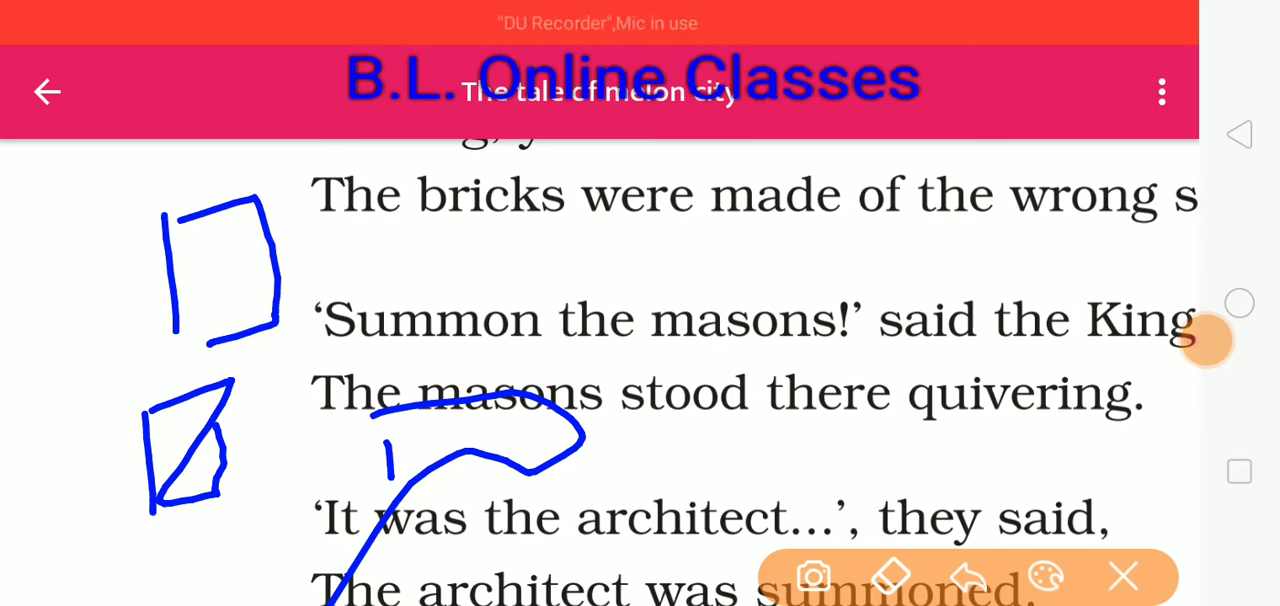 "DU Recorder",Mic in use
B.L. Online Classes
The tale of melon city
The bricks were made of the wrong s
‘Summon the masons!’ said the King
The masons stood there quivering.
‘It was the architect...’, they said,
The architect was summoned.